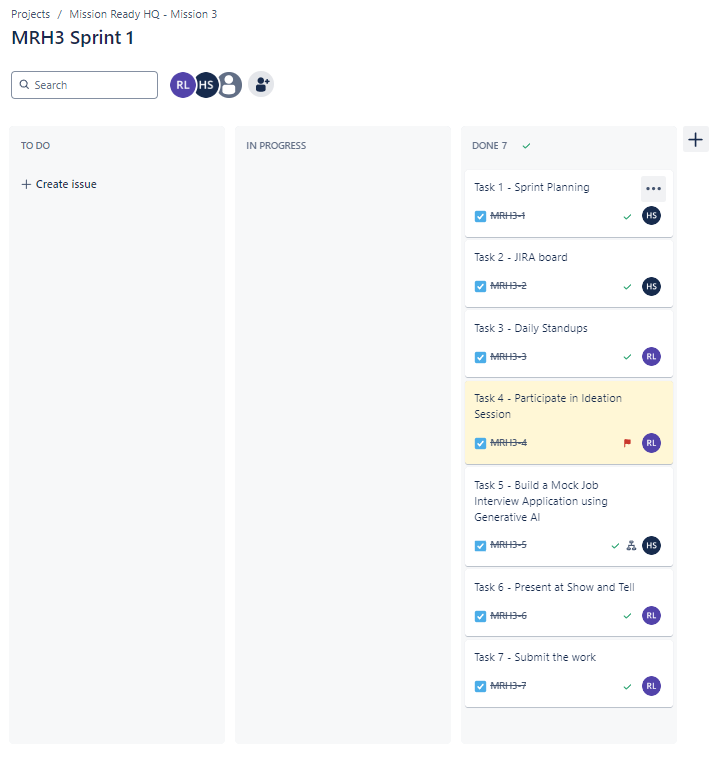 Projects / Mission Ready HQ - Mission 3
MRH3 Sprint 1
Search
RL HS
TO DO
+ Create issue
IN PROGRESS
DONE 7
Task 1 - Sprint Planning
MRH3-1
HS
Task 2 - JIRA board
MRH3-2
HS
Task 3 - Daily Standups
MRH3-3
RL
Task 4 - Participate in Ideation
Session
MRH3-4
RL
Task 5 - Build a Mock Job
Interview Application using
Generative AI
MRH3-5
HS
Task 6 - Present at Show and Tell
MRH3-6
RL
Task 7 - Submit the work
MRH3-7
RL